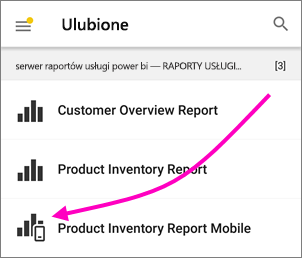 Ulubione
serwer raportów usługi power bi — RAPORTY USŁUGI... [3]
Customer Overview Report
Product Inventory Report
Product Inventory Report Mobile